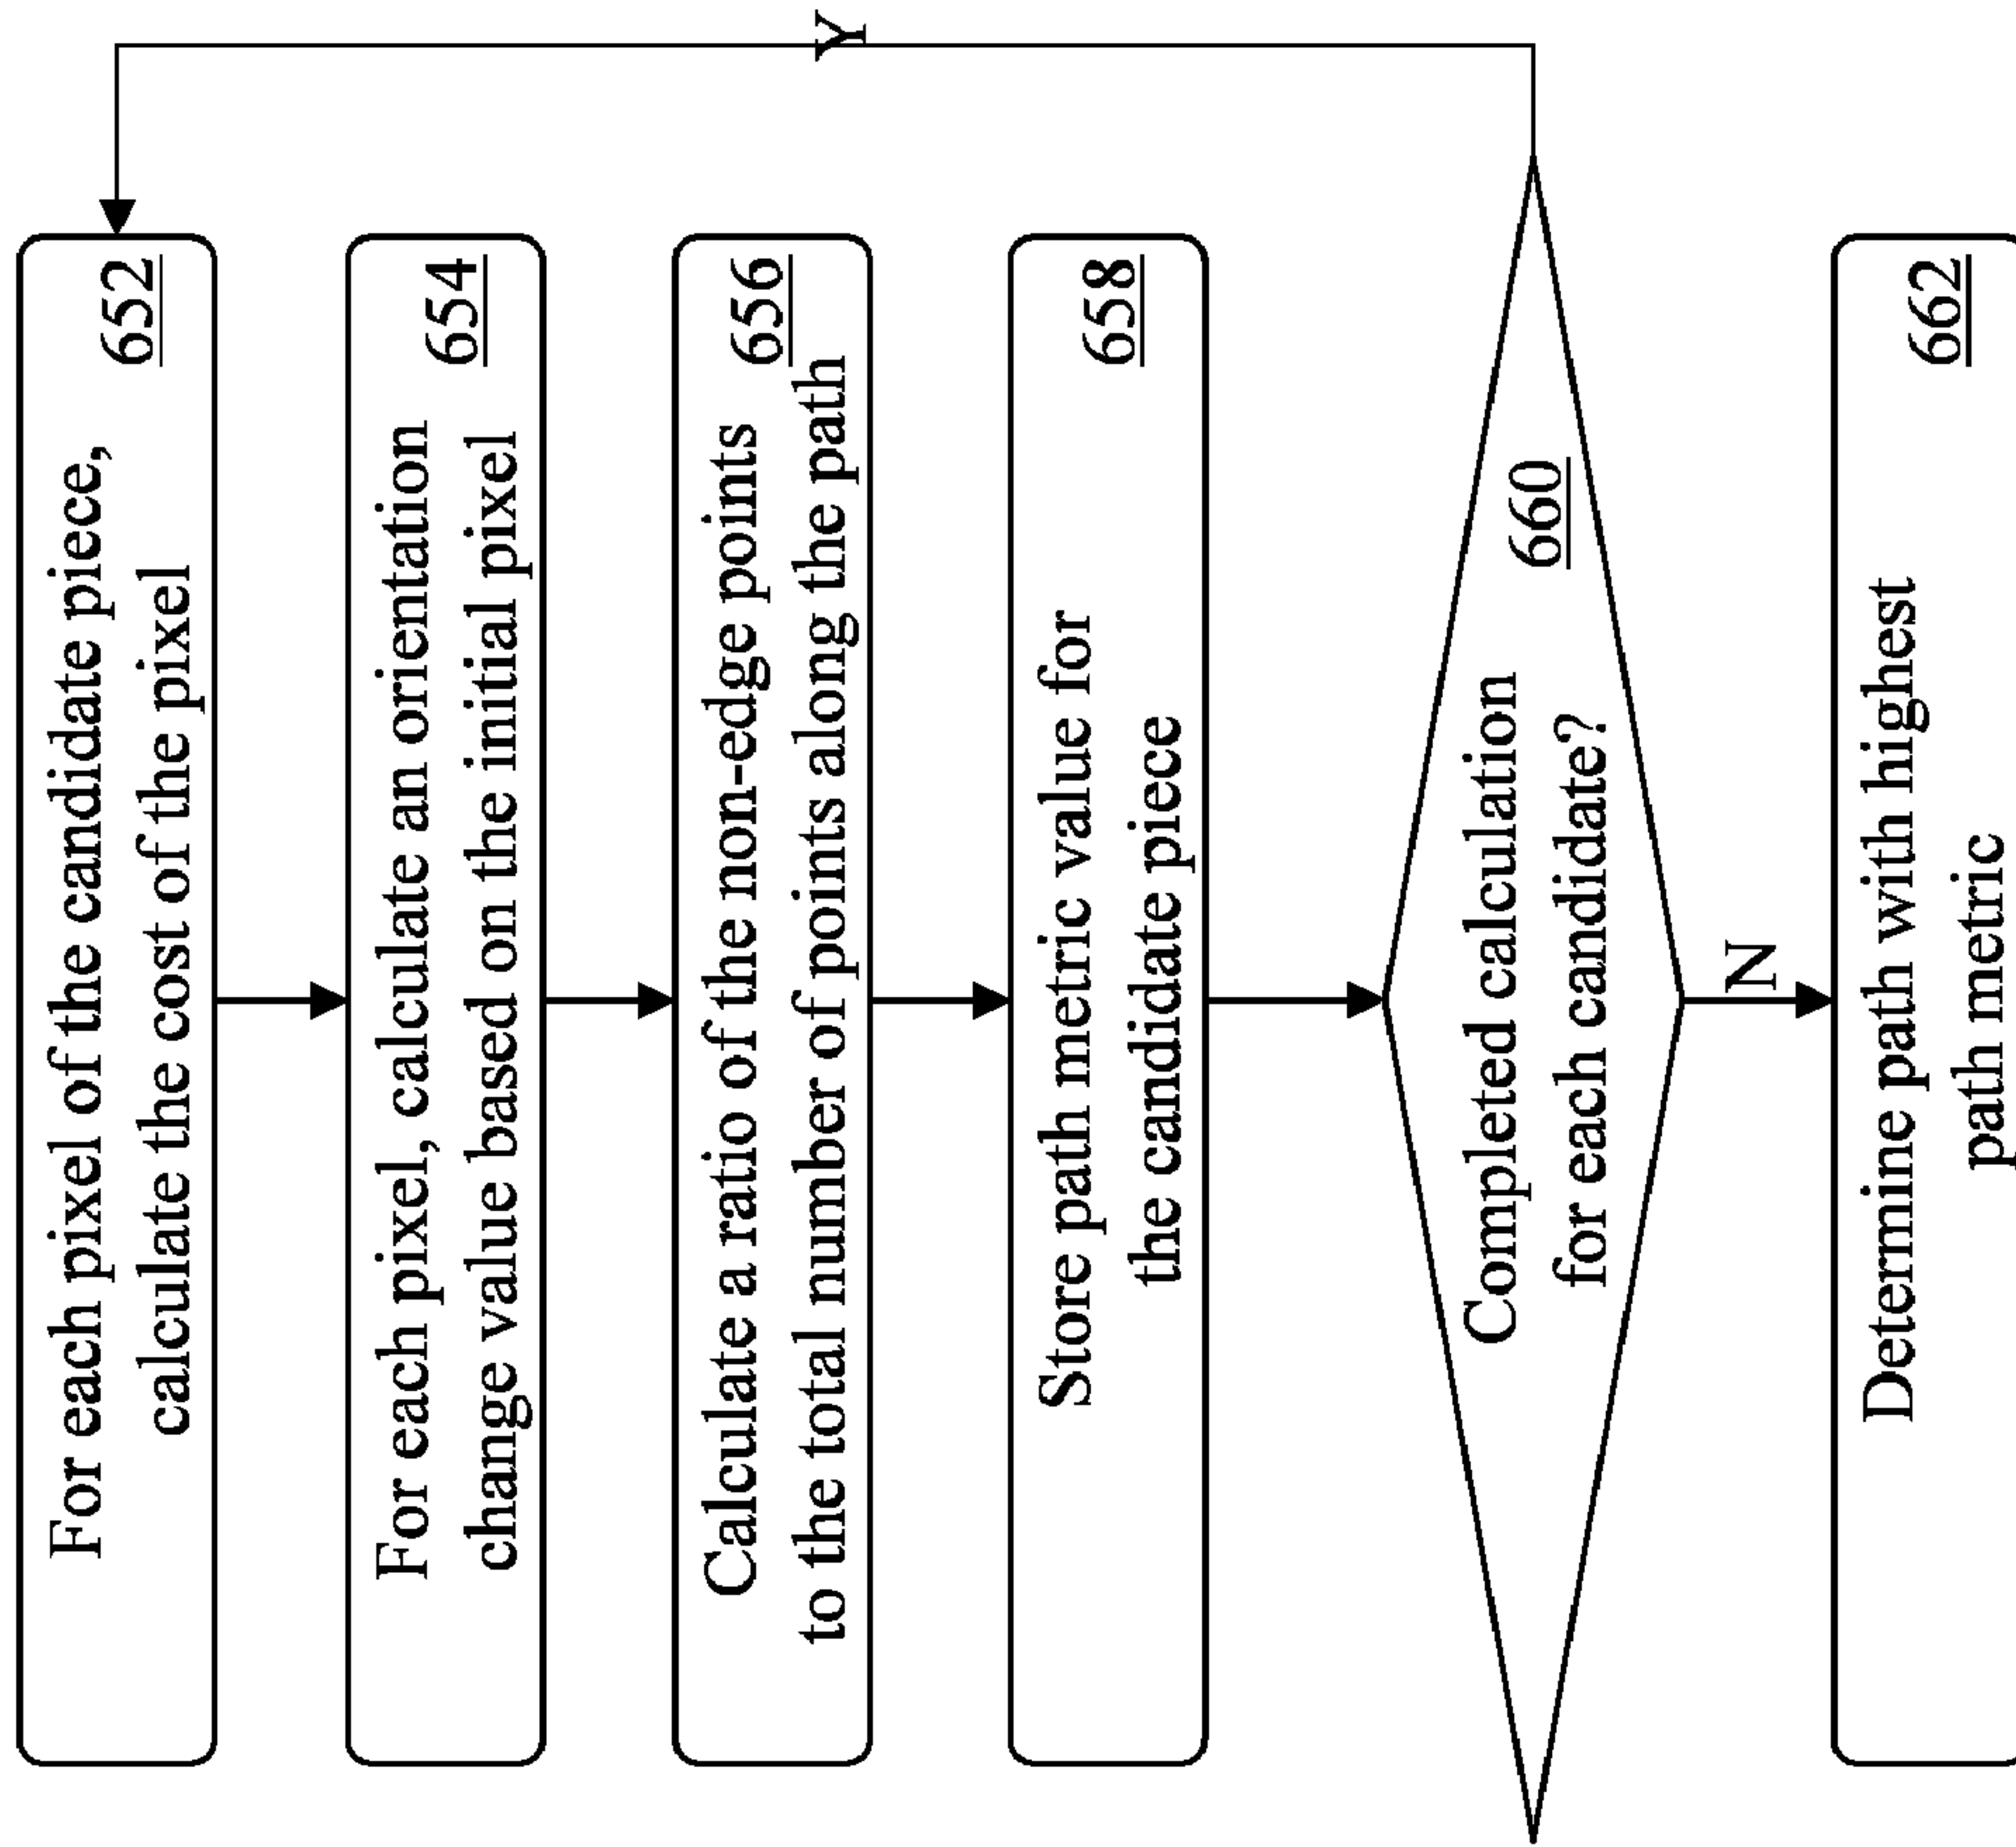 For each pixel of the candidate piece,
calculate the cost of the pixel
652
For each pixel, calculate an orientation
change value based on the initial pixel
654
Calculate a ratio of the non-edge points
656
to the total number of points along the path
Store path metric value for
the candidate piece
658
Completed calculation
for each candidate?
660
Y
N
Determine path with highest
path metric
662